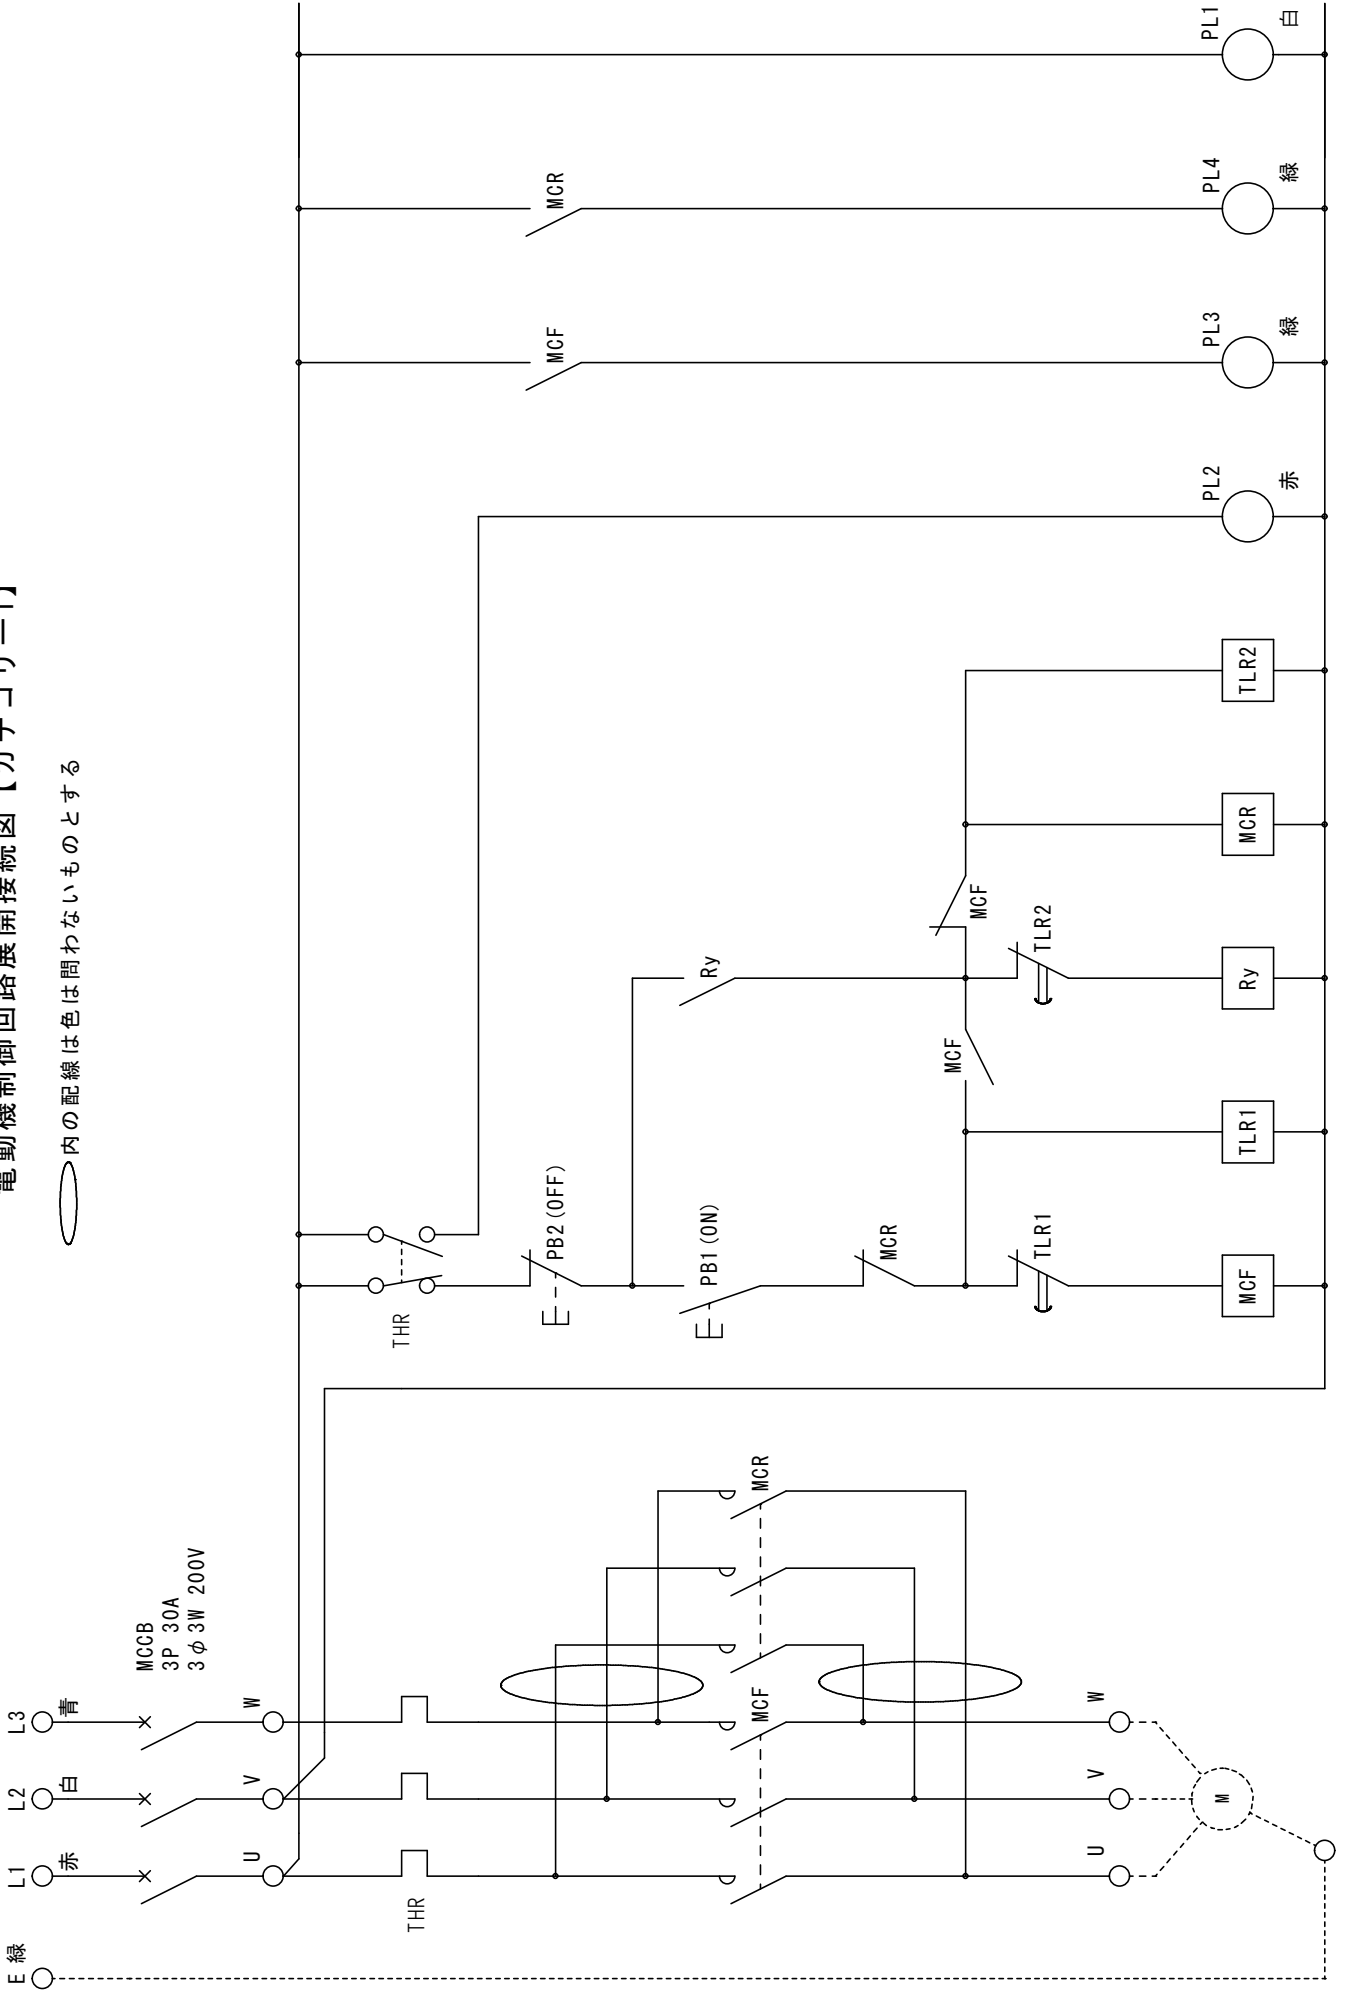 電動機制御回路展開接続図【カテゴリー1】
内の配線は色は問わないものとする
E 緑
L1
赤
L2
白
L3
青
MCCB
3P 30A
3φ3W 200V
U
V
W
THR
MCF
MCR
U
V
W
M
THR
PB2(OFF)
PB1(ON)
MCR
TLR1
MCF
TLR1
MCF
Ry
TLR2
Ry
MCF
MCR
TLR2
PL2
赤
MCF
PL3
緑
MCR
PL4
緑
PL1
白